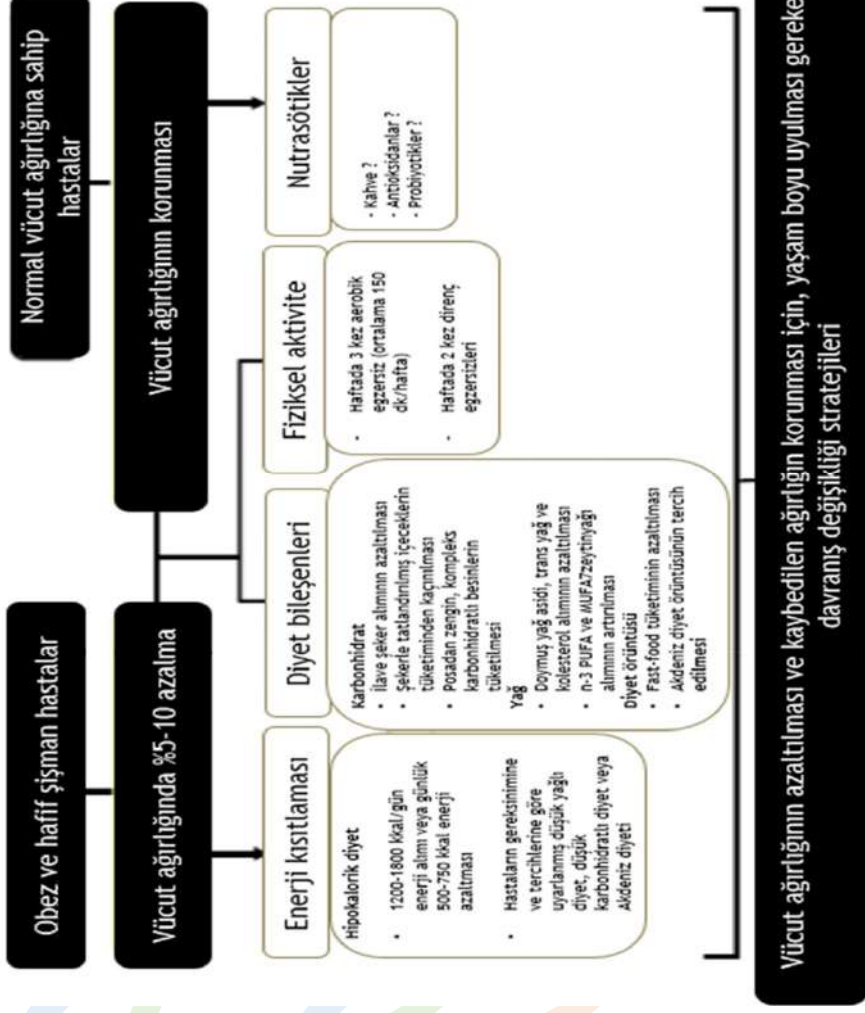 Obez ve hafif şişman hastalar
Normal vücut ağırlığına sahip
hastalar
Vücut ağırlığında %5-10 azalma
Vücut ağırlığının korunması
Enerji kısıtlaması
Hipokalorik diyet
• 1200-1800 kkal/gün
enerji alımı veya günlük
500-750 kkal enerji
azaltması
• Hastaların gereksinimine
ve tercihlerine göre
uyarlanmış düşük yağlı
diyet, düşük
karbonhidratlı diyet veya
Akdeniz diyeti
Diyet bileşenleri
Karbonhidrat
• İlave şeker alımının azaltılması
• Şekerle tatlandırılmış içeceklerin
tüketiminden kaçınılması
• Posadan zengin, kompleks
karbonhidratlı besinlerin
tüketilmesi
Yağ
• Doymuş yağ asidi, trans yağ ve
kolesterol alımının azaltılması
• n-3 PUFA ve MUFA7zeytinyağı
alımının artırılması
Diyet örüntüsü
• Fast-food tüketiminin azaltılması
• Akdeniz diyet örüntüsünün tercih
edilmesi
Fiziksel aktivite
• Haftada 3 kez aerobik
egzersiz (ortalama 150
dk/hafta)
• Haftada 2 kez direnç
egzersizleri
Nutrasötikler
- Kahve ?
- Antioksidanlar ?
- Probiyotikler ?
Vücut ağırlığının azaltılması ve kaybedilen ağırlığın korunması için, yaşam boyu uyulması gereke
davranış değişikliği stratejileri